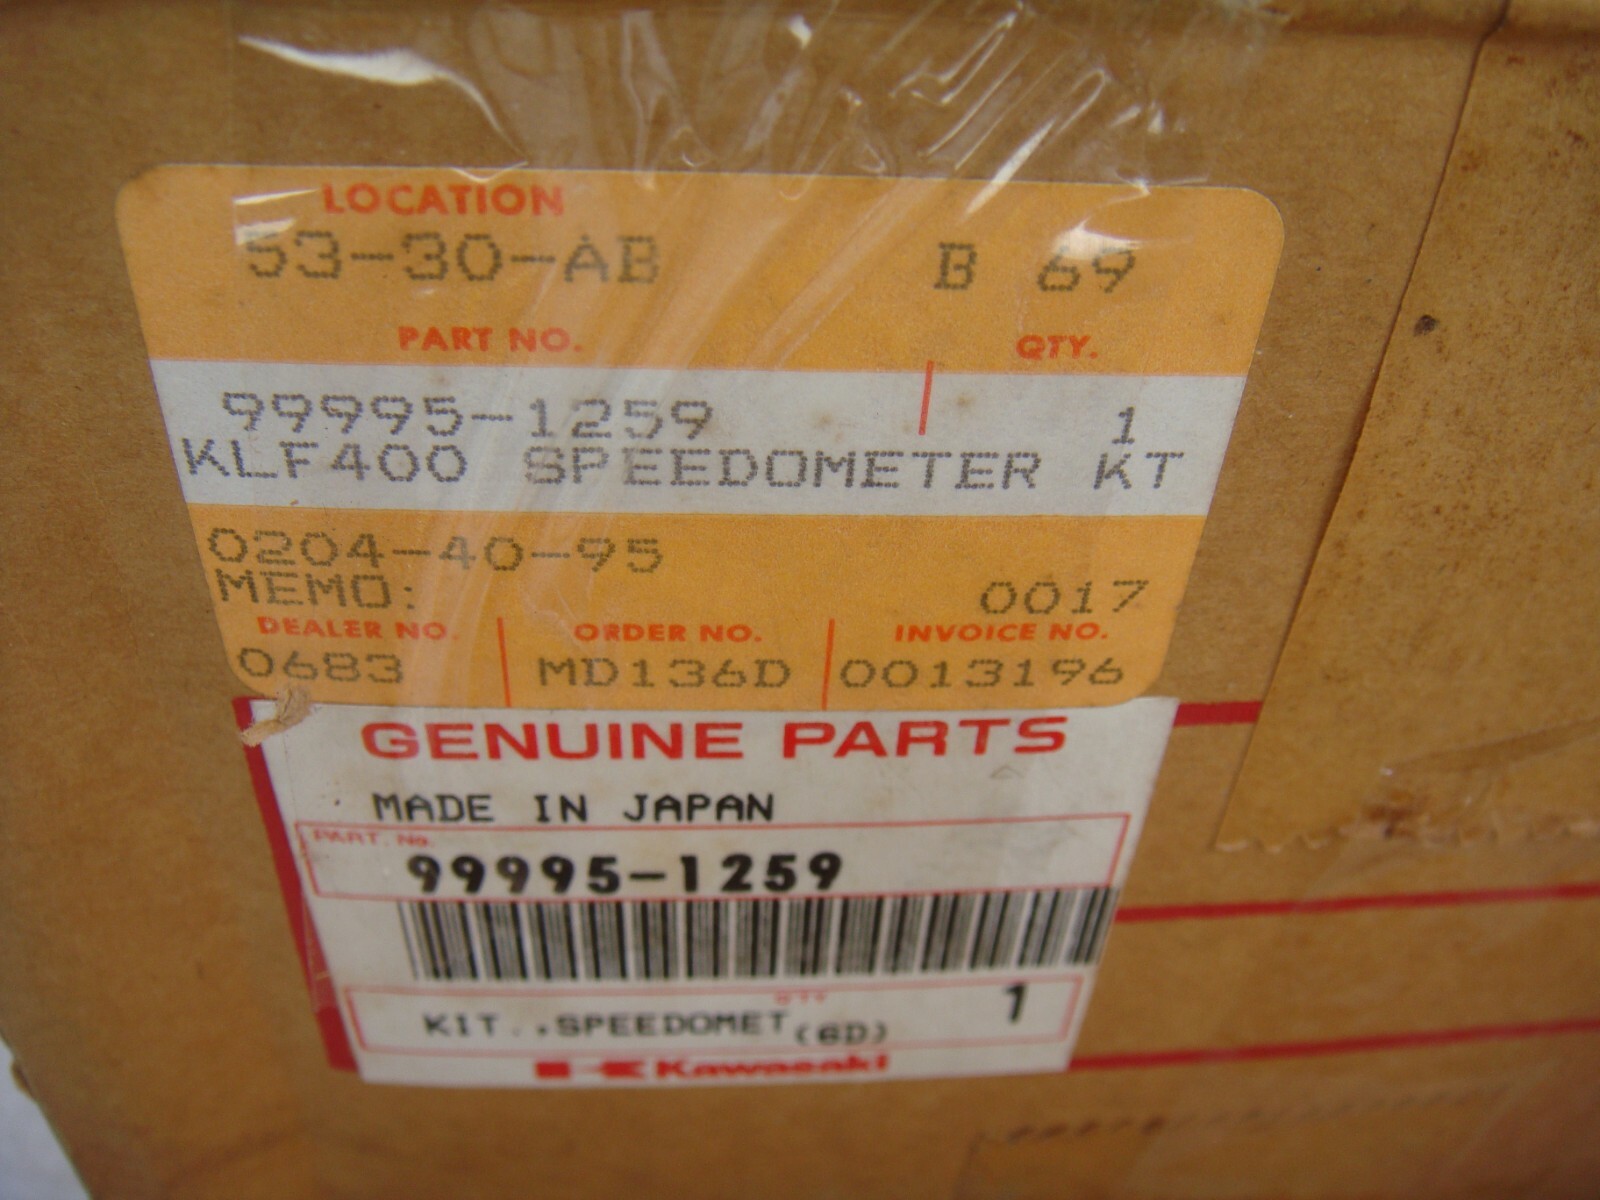 LOCATION
53-30-AB B 69
PART NO. QTY.
99995-1259 1
KLF400 SPEEDOMETER KT
0204-40-95
MEMO: 0017
DEALER NO. ORDER NO. INVOICE NO.
0683 MD136D 0013196
GENUINE PARTS
MADE IN JAPAN
PART. No.
99995-1259
QTY 1
KIT..,SPEEDOMET(6D)
Kawasaki